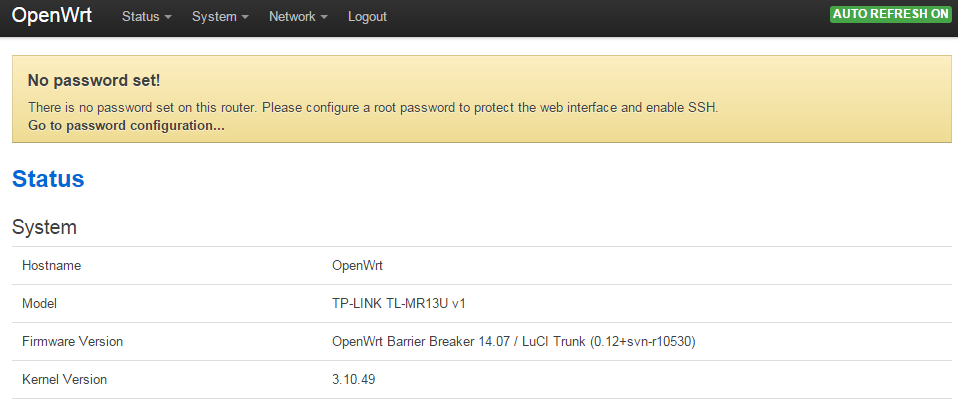 OpenWrt Status System Network Logout AUTO REFRESH ON
No password set!
There is no password set on this router. Please configure a root password to protect the web interface and enable SSH.
Go to password configuration...
Status
System
Hostname OpenWrt
Model TP-LINK TL-MR13U v1
Firmware Version OpenWrt Barrier Breaker 14.07 / LuCI Trunk (0.12+svn-r10530)
Kernel Version 3.10.49